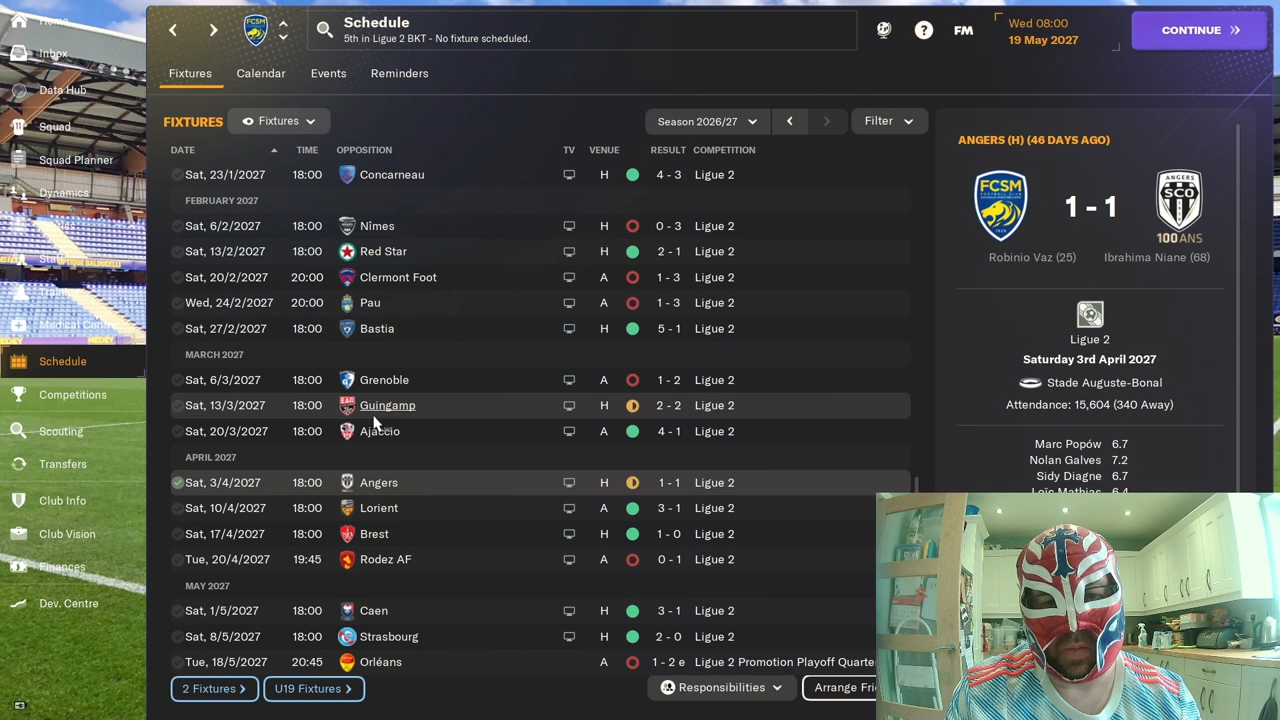 Home
Inbox
Data Hub
Squad
Squad Planner
Dynamics
Medical Centre
Schedule
Competitions
Scouting
Transfers
Club Info
Club Vision
Finances
Dev. Centre
FCSM
Schedule
5th in Ligue 2 BKT - No fixture scheduled.
?
FM
Wed 08:00
19 May 2027
CONTINUE
Fixtures Calendar Events Reminders
FIXTURES
Fixtures
Season 2026/27
Filter
DATE TIME OPPOSITION TV VENUE RESULT COMPETITION
Sat, 23/1/2027 18:00 Concarneau H 4 - 3 Ligue 2
FEBRUARY 2027
Sat, 6/2/2027 18:00 Nîmes H 0 - 3 Ligue 2
Sat, 13/2/2027 18:00 Red Star H 2 - 1 Ligue 2
Sat, 20/2/2027 20:00 Clermont Foot A 1 - 3 Ligue 2
Wed, 24/2/2027 20:00 Pau A 1 - 3 Ligue 2
Sat, 27/2/2027 18:00 Bastia H 5 - 1 Ligue 2
MARCH 2027
Sat, 6/3/2027 18:00 Grenoble A 1 - 2 Ligue 2
Sat, 13/3/2027 18:00 Guingamp H 2 - 2 Ligue 2
Sat, 20/3/2027 18:00 Ajaccio A 4 - 1 Ligue 2
APRIL 2027
Sat, 3/4/2027 18:00 Angers H 1 - 1 Ligue 2
Sat, 10/4/2027 18:00 Lorient A 3 - 1 Ligue 2
Sat, 17/4/2027 18:00 Brest H 1 - 0 Ligue 2
Tue, 20/4/2027 19:45 Rodez AF A 0 - 1 Ligue 2
MAY 2027
Sat, 1/5/2027 18:00 Caen H 3 - 1 Ligue 2
Sat, 8/5/2027 18:00 Strasbourg H 2 - 0 Ligue 2
Tue, 18/5/2027 20:45 Orléans A 1 - 2 e Ligue 2 Promotion Playoff Quarte
2 Fixtures
U19 Fixtures
Responsibilities
Arrange Frie
ANGERS (H) (46 DAYS AGO)
FCSM
1 - 1
ANGERS
SCO
100 ANS
Robinio Vaz (25)
Ibrahima Niane (68)
Ligue 2
Saturday 3rd April 2027
Stade Auguste-Bonal
Attendance: 15,604 (340 Away)
Marc Popów 6.7
Nolan Galves 7.2
Sidy Diagne 6.7
Loïc Mathias 6.4